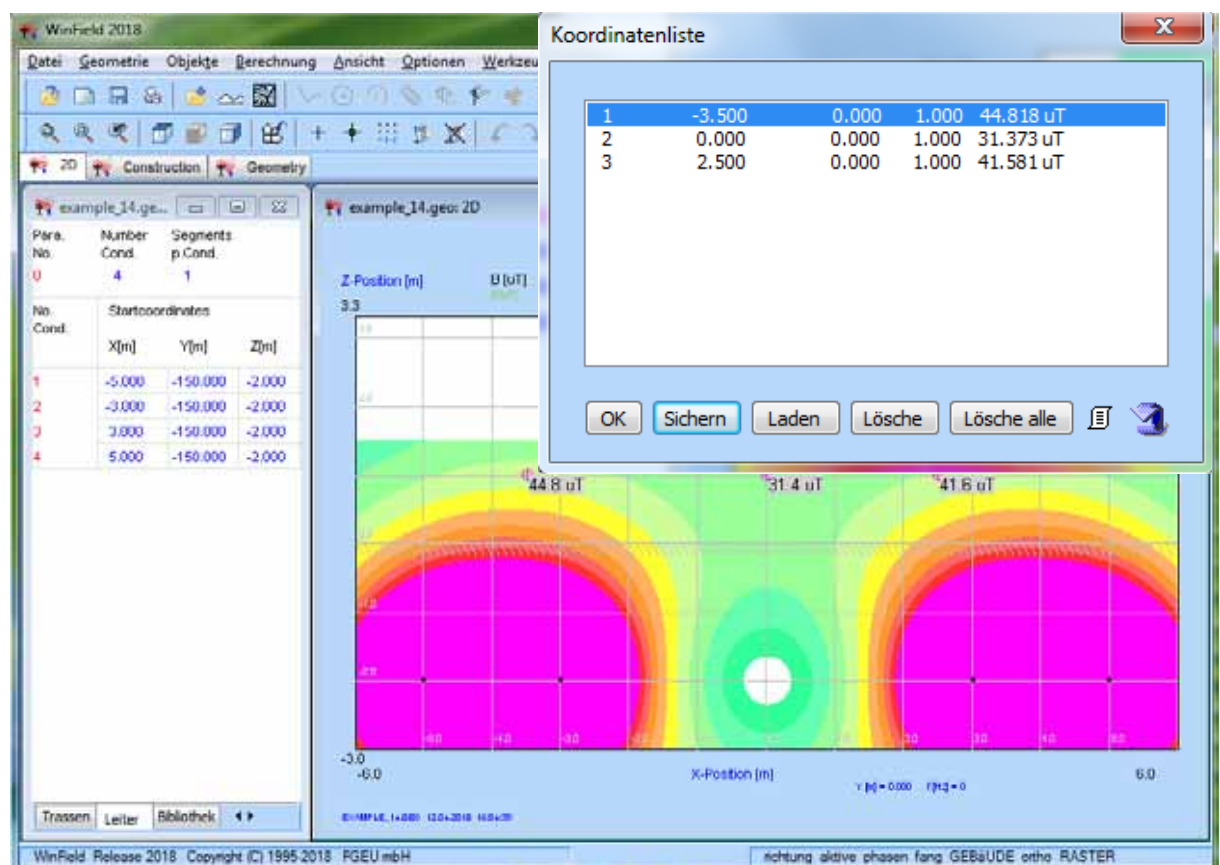 WinField 2018
Datei Geometrie Objekte Berechnung Ansicht Optionen
2D Construction Geometry
example_14.ge...
Para. Number Segments
No. Cond. p.Cond.
0 4 1
No. Startcoordinates
Cond.
X[m] Y[m] Z[m]
1 -5.000 -150.000 -2.000
2 -3.000 -150.000 -2.000
3 3.000 -150.000 -2.000
4 5.000 -150.000 -2.000
Trassen Leiter Bibliothek
example_14.geo: 2D
Z-Position [m] B [uT]
3.3
44.8 uT 31.4 uT 41.6 uT
-3.0
-6.0 X-Position [m] 6.0
Koordinatenliste
1 -3.500 0.000 1.000 44.818 uT
2 0.000 0.000 1.000 31.373 uT
3 2.500 0.000 1.000 41.581 uT
OK Sichern Laden Lösche Lösche alle
WinField Release 2018 Copyright (C) 1995-2018 FGEU mbH
richtung aktive phasen fang GEBäUDE ortho RASTER